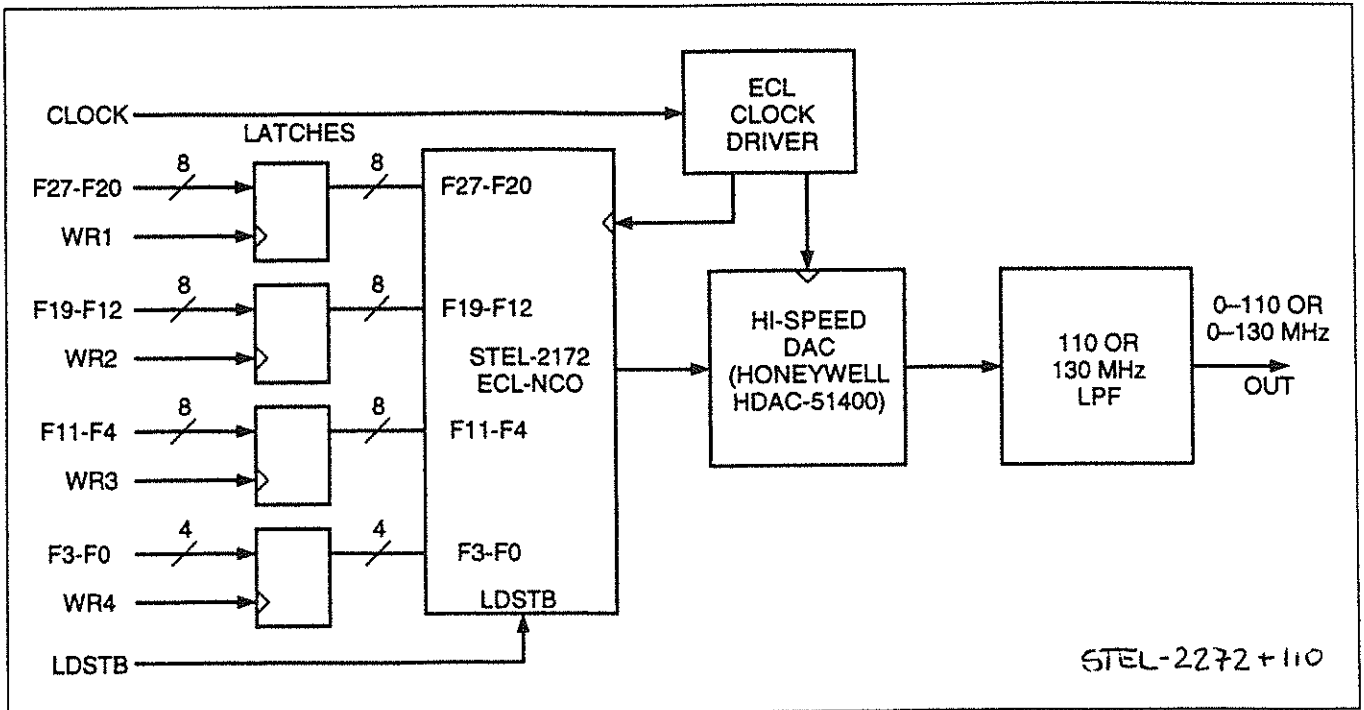 CLOCK
LATCHES
ECL
CLOCK
DRIVER
F27-F20
8
8
F27-F20
WR1
F19-F12
8
8
F19-F12
WR2
STEL-2172
ECL-NCO
HI-SPEED
DAC
(HONEYWELL
HDAC-51400)
110 OR
130 MHz
LPF
0–110 OR
0–130 MHz
OUT
F11-F4
8
8
F11-F4
WR3
F3-F0
4
4
F3-F0
WR4
LDSTB
LDSTB
STEL-2272+110